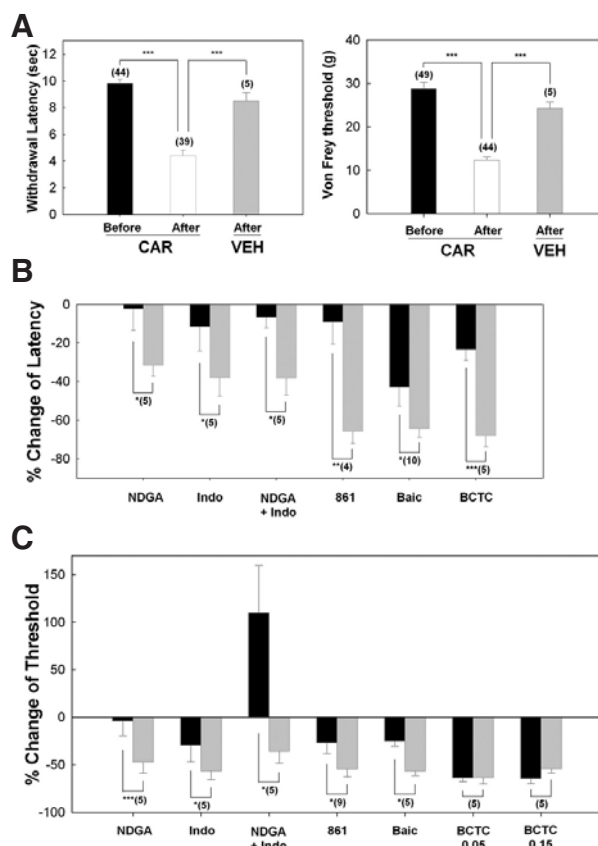 A
Withdrawal Latency (sec)
12
10
8
6
4
2
0
(44)
***
***
(39)
(5)
Before
After
After
CAR
VEH
Von Frey threshold (g)
40
30
20
10
0
(49)
***
***
(44)
(5)
Before
After
After
CAR
VEH
B
% Change of Latency
0
-20
-40
-60
-80
*(5)
*(5)
*(5)
**(4)
*(10)
***(5)
NDGA
Indo
NDGA
+ Indo
861
Baic
BCTC
C
% Change of Threshold
150
100
50
0
-50
-100
***(5)
*(5)
*(5)
*(9)
*(5)
(5)
(5)
NDGA
Indo
NDGA
+ Indo
861
Baic
BCTC
0.05
BCTC
0.15